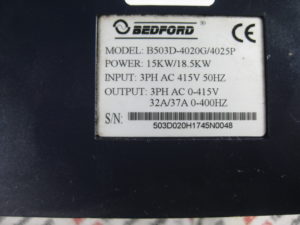 BEDFORD®
CE
MODEL: B503D-4020G/4025P
POWER: 15KW/18.5KW
INPUT: 3PH AC 415V 50HZ
OUTPUT: 3PH AC 0-415V
32A/37A 0-400HZ
S/N:
503D020H1745N0048